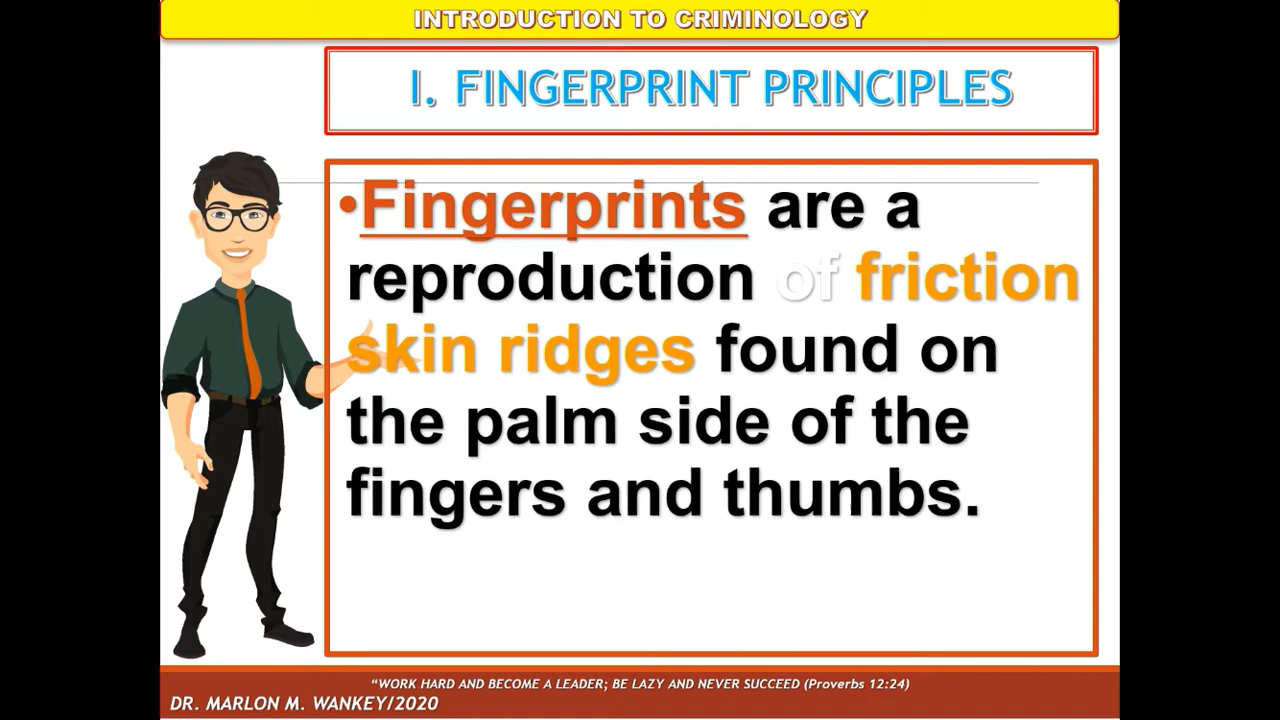 INTRODUCTION TO CRIMINOLOGY
I. FINGERPRINT PRINCIPLES
•Fingerprints are a
reproduction of friction
skin ridges found on
the palm side of the
fingers and thumbs.
“WORK HARD AND BECOME A LEADER; BE LAZY AND NEVER SUCCEED (Proverbs 12:24)
DR. MARLON M. WANKEY/2020